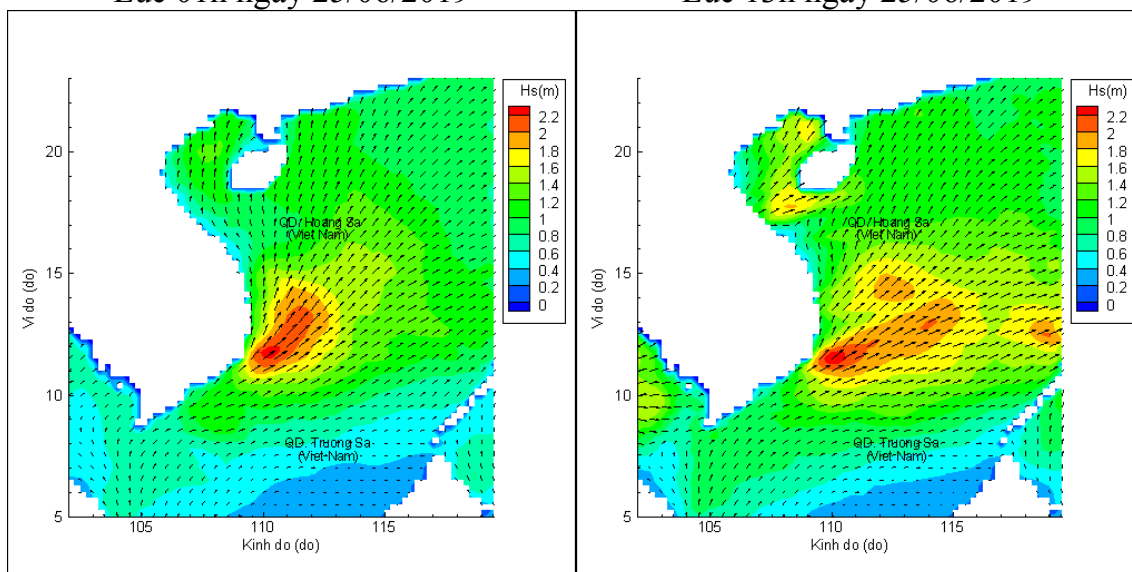 Hs(m)
2.2
2
1.8
1.6
1.4
1.2
1
0.8
0.6
0.4
0.2
0
20
15
10
5
Vi do (do)
QD. Hoang Sa
(Viet Nam)
QD. Truong Sa
(Viet-Nam)
105 110 115
Kinh do (do)
Hs(m)
2.2
2
1.8
1.6
1.4
1.2
1
0.8
0.6
0.4
0.2
0
20
15
10
5
Vi do (do)
QD. Hoang Sa
(Viet Nam)
QD. Truong Sa
(Viet-Nam)
105 110 115
Kinh do (do)